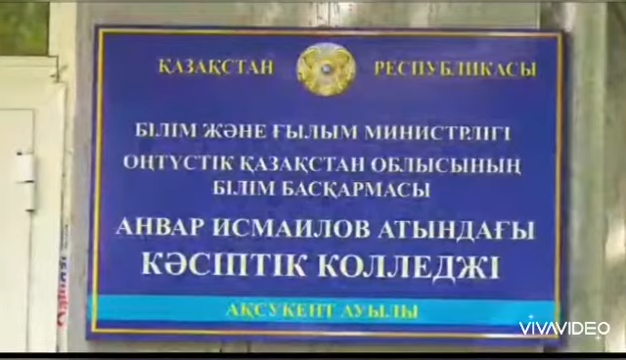 ҚАЗАҚСТАН РЕСПУБЛИКАСЫ
БІЛІМ ЖӘНЕ ҒЫЛЫМ МИНИСТРЛІГІ
ОҢТҮСТІК ҚАЗАҚСТАН ОБЛЫСЫНЫҢ
БІЛІМ БАСҚАРМАСЫ
АНВАР ИСМАИЛОВ АТЫНДАҒЫ
КӘСІПТІК КОЛЛЕДЖІ
АҚСУКЕНТ АУЫЛЫ
VIVAVIDEO